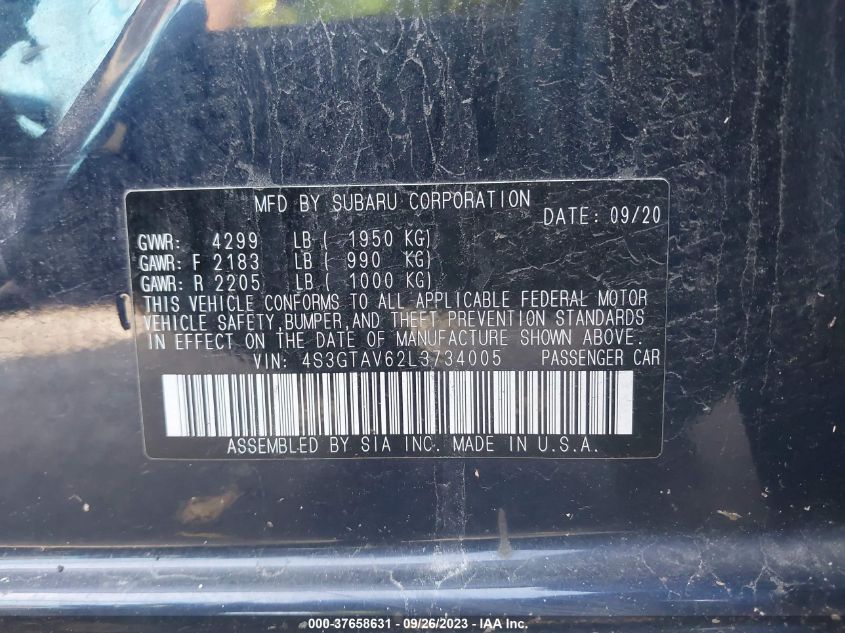 MFD BY SUBARU CORPORATION
DATE: 09/20
GVWR: 4299 LB ( 1950 KG)
GAWR: F 2183 LB ( 990 KG)
GAWR: R 2205 LB ( 1000 KG)
THIS VEHICLE CONFORMS TO ALL APPLICABLE FEDERAL MOTOR
VEHICLE SAFETY, BUMPER, AND THEFT PREVENTION STANDARDS
IN EFFECT ON THE DATE OF MANUFACTURE SHOWN ABOVE.
VIN: 4S3GTAV62L3734005 PASSENGER CAR
ASSEMBLED BY SIA INC. MADE IN U.S.A.
000-37658631 - 09/26/2023 - IAA Inc.